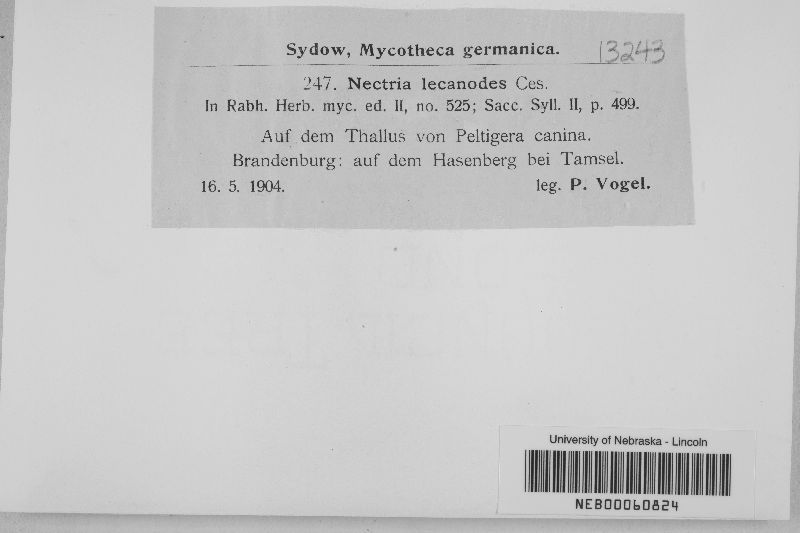 Sydow, Mycotheca germanica. 13243
247. Nectria lecanodes Ces.
In Rabh. Herb. myc. ed. II, no. 525; Sacc. Syll. II, p. 499.
Auf dem Thallus von Peltigera canina.
Brandenburg: auf dem Hasenberg bei Tamsel.
16. 5. 1904. leg. P. Vogel.
University of Nebraska - Lincoln
NEB00060824